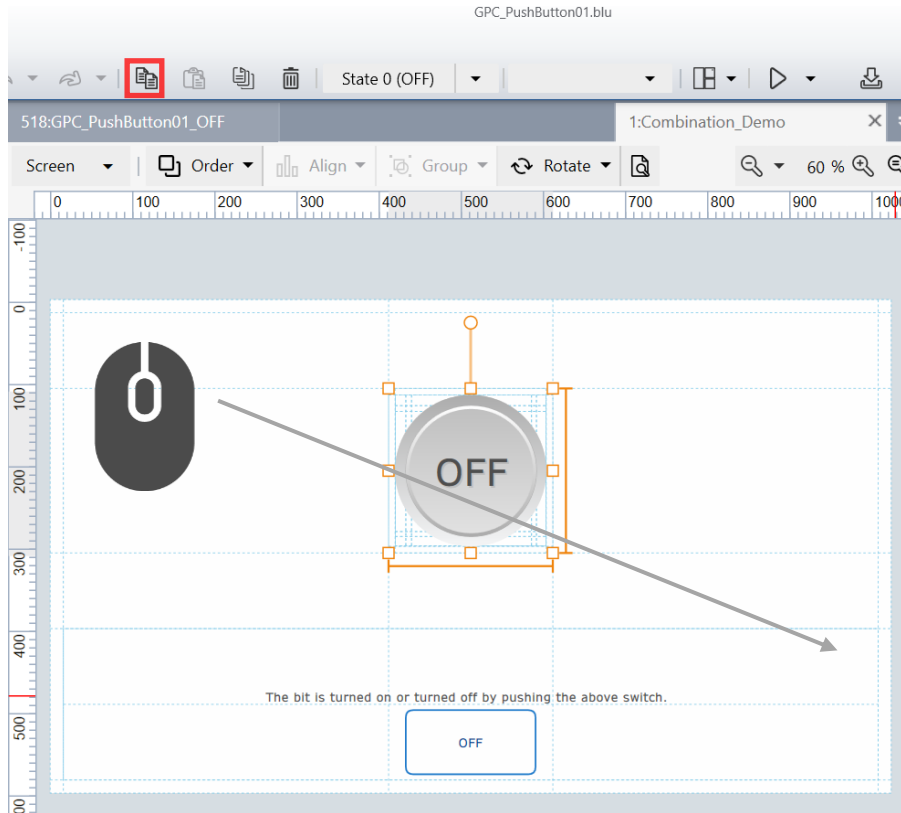 GPC_PushButton01.blu
State 0 (OFF)
518:GPC_PushButton01_OFF
1:Combination_Demo
Screen Order Align Group Rotate 60 %
0 100 200 300 400 500 600 700 800 900 1000
-100
0
100
200
300
400
500
OFF
The bit is turned on or turned off by pushing the above switch.
OFF